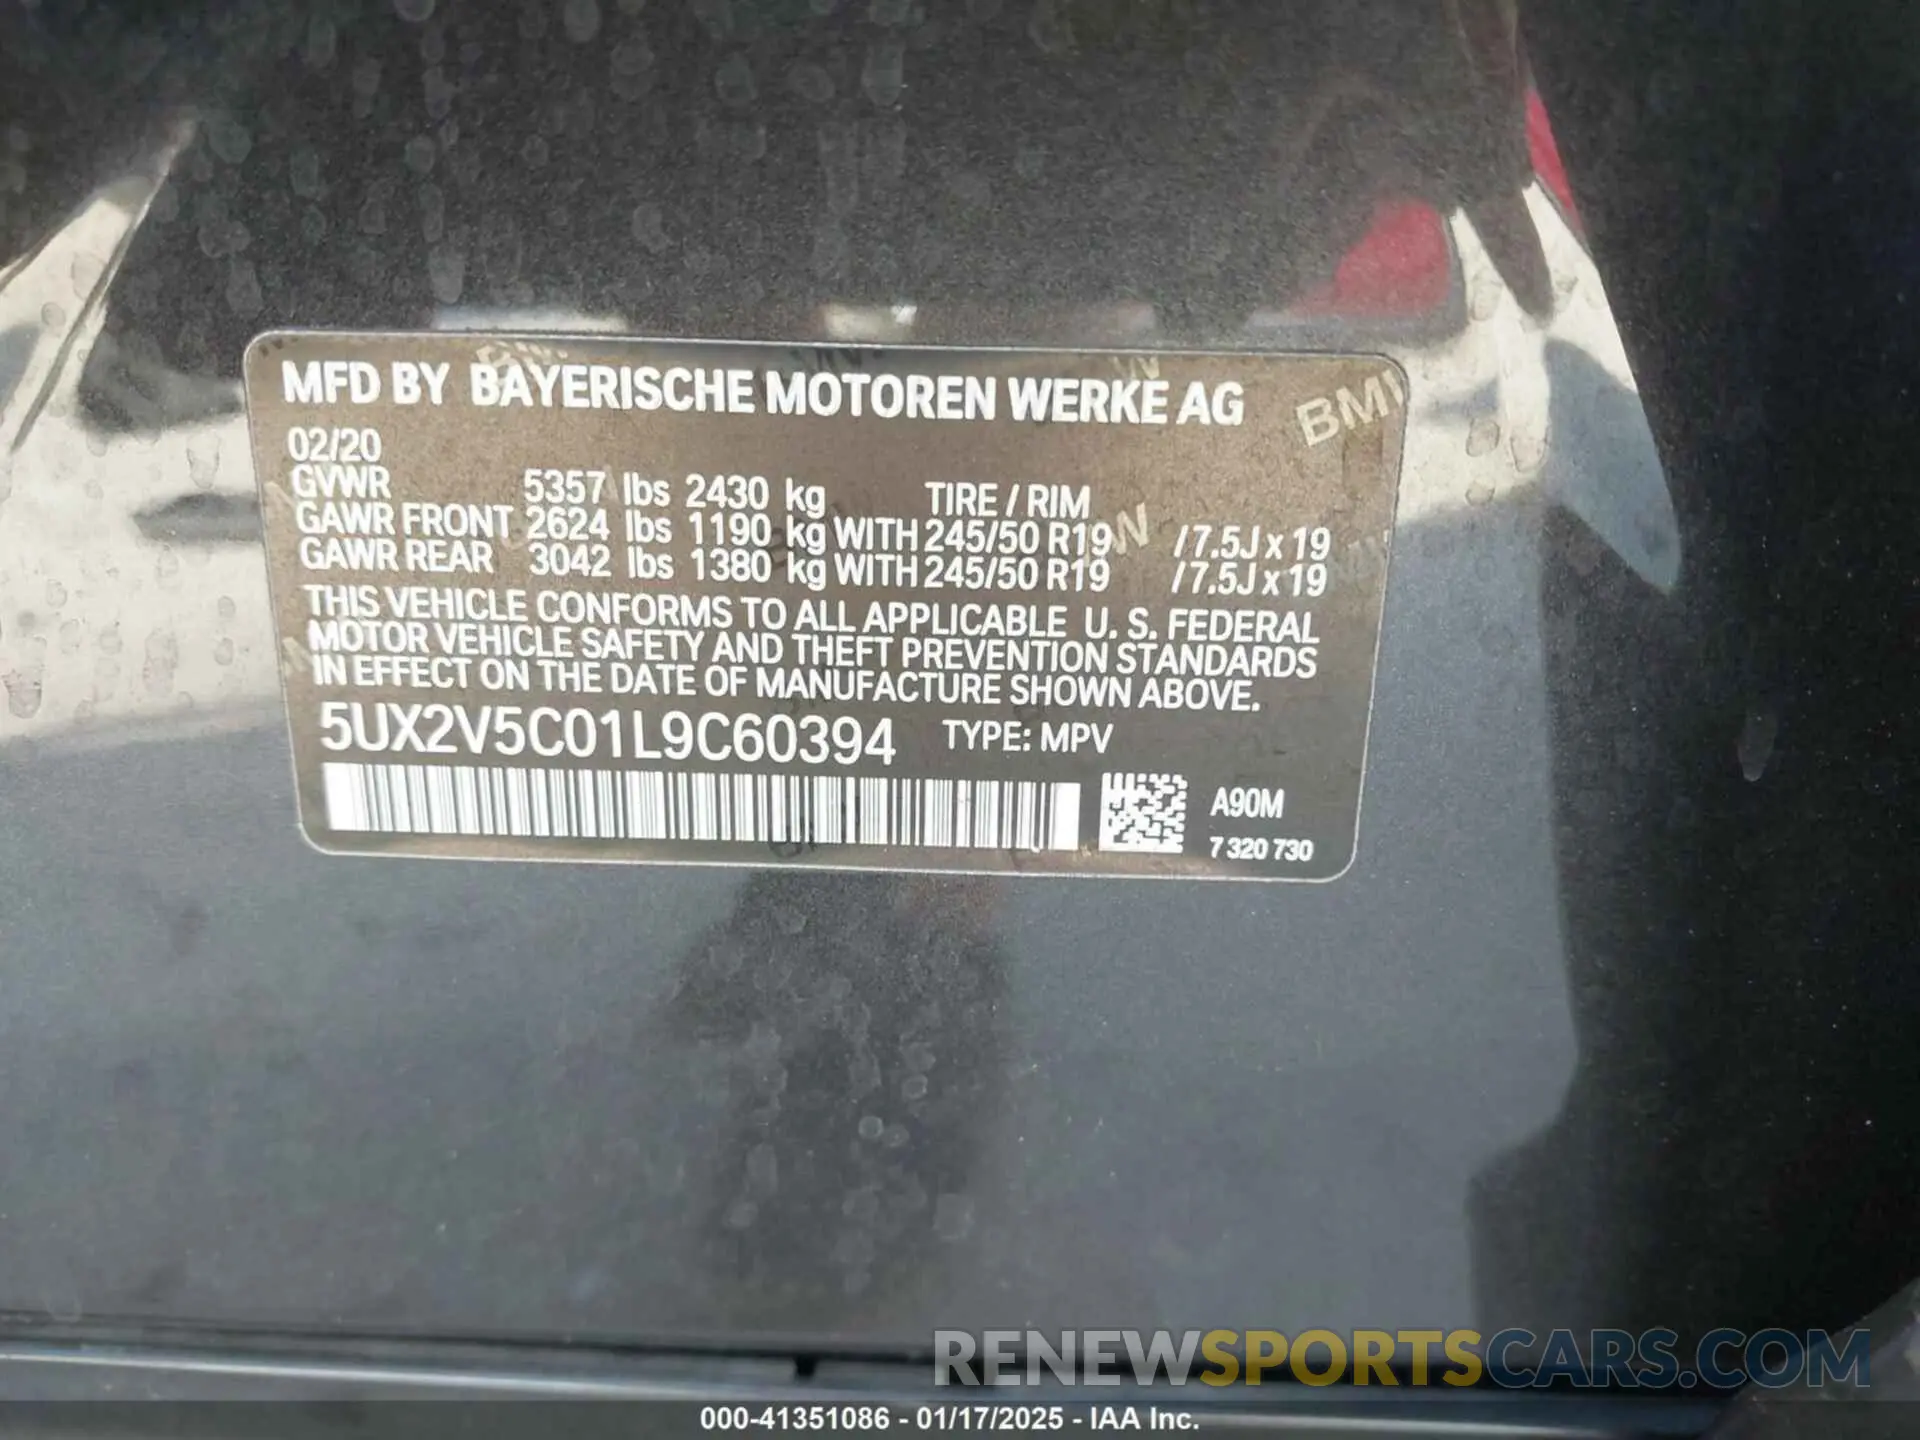 MFD BY BAYERISCHE MOTOREN WERKE AG
02/20
GVWR 5357 lbs 2430 kg TIRE / RIM
GAWR FRONT 2624 lbs 1190 kg WITH 245/50 R19 /7.5J x 19
GAWR REAR 3042 lbs 1380 kg WITH 245/50 R19 /7.5J x 19
THIS VEHICLE CONFORMS TO ALL APPLICABLE U. S. FEDERAL
MOTOR VEHICLE SAFETY AND THEFT PREVENTION STANDARDS
IN EFFECT ON THE DATE OF MANUFACTURE SHOWN ABOVE.
5UX2V5C01L9C60394 TYPE: MPV
A90M
7 320 730
BMW
RENEWSPORTSCARS.COM
000-41351086 - 01/17/2025 - IAA Inc.